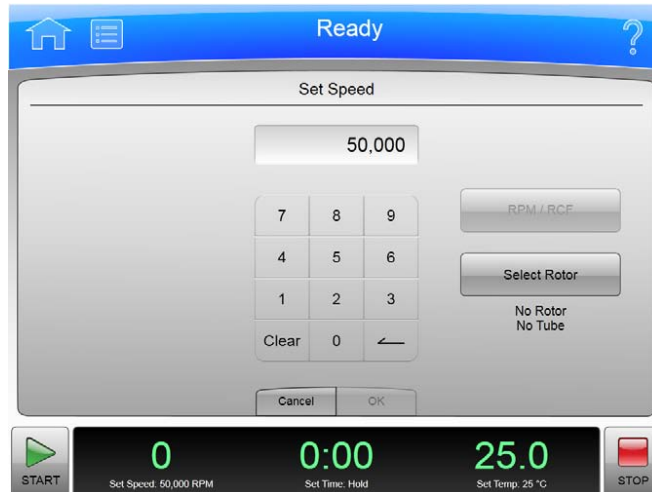 Ready
?
Set Speed
50,000
7 8 9
4 5 6
1 2 3
Clear 0
RPM / RCF
Select Rotor
No Rotor
No Tube
Cancel OK
START
0 0:00 25.0
Set Speed: 50,000 RPM Set Time: Hold Set Temp: 25 °C
STOP